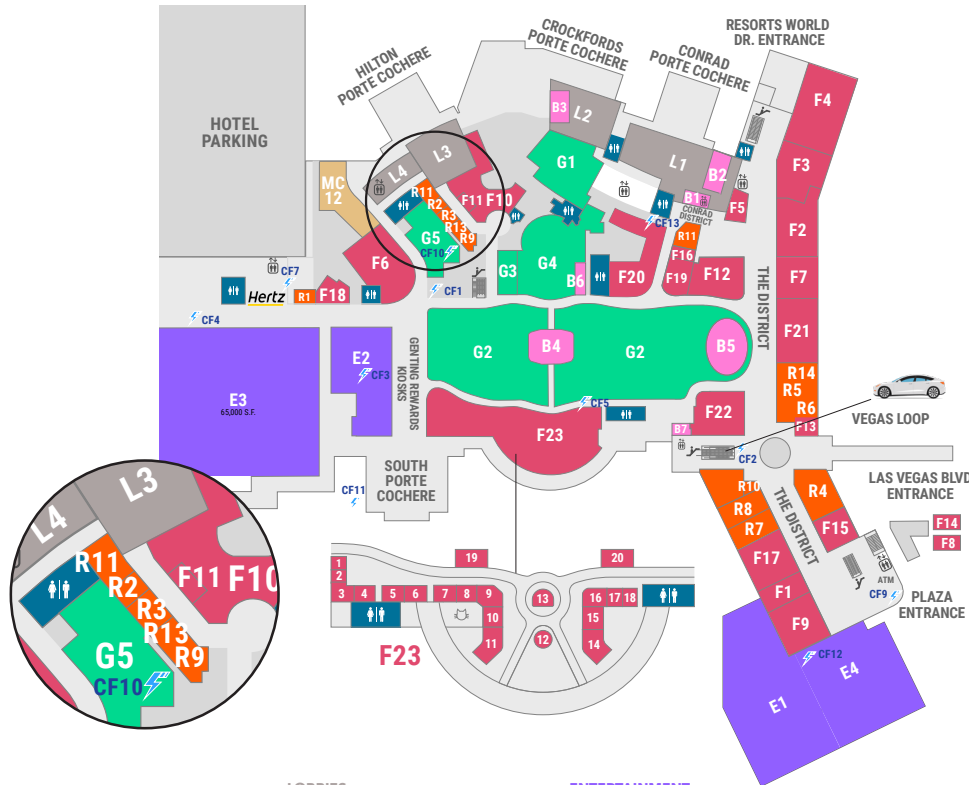 RESORTS WORLD
DR. ENTRANCE
CROCKFORDS
PORTE COCHERE
CONRAD
PORTE COCHERE
HILTON
PORTE COCHERE
HOTEL
PARKING
F4
B3
L2
L1
B2
F3
G1
L3
L4
MC
12
R11
R2
R3
R13
R9
F11
F10
B1
F5
CONRAD
DISTRICT
CF13
R11
F16
F19
F12
F2
G5
CF10
F6
G3
G4
B6
F20
F7
CF7
Hertz
R1
F18
CF1
THE DISTRICT
CF4
E3
65,000 S.F.
E2
CF3
GENTING REWARDS
KIOSKS
G2
B4
G2
B5
F21
R14
R5
R6
F13
CF5
F23
F22
B7
CF2
VEGAS LOOP
LAS VEGAS BLVD
ENTRANCE
SOUTH
PORTE
COCHERE
CF11
R10
R8
R7
F17
F1
F9
THE DISTRICT
R4
F15
F14
F8
ATM
CF9
PLAZA
ENTRANCE
CF12
E1
E4
L3
L4
R11
R2
R3
R13
R9
F11
F10
G5
CF10
19
20
1
2
3
4
5
6
7
8
9
10
11
13
12
16
17
18
15
14
F23
LOBBIES
ENTERTAINMENT